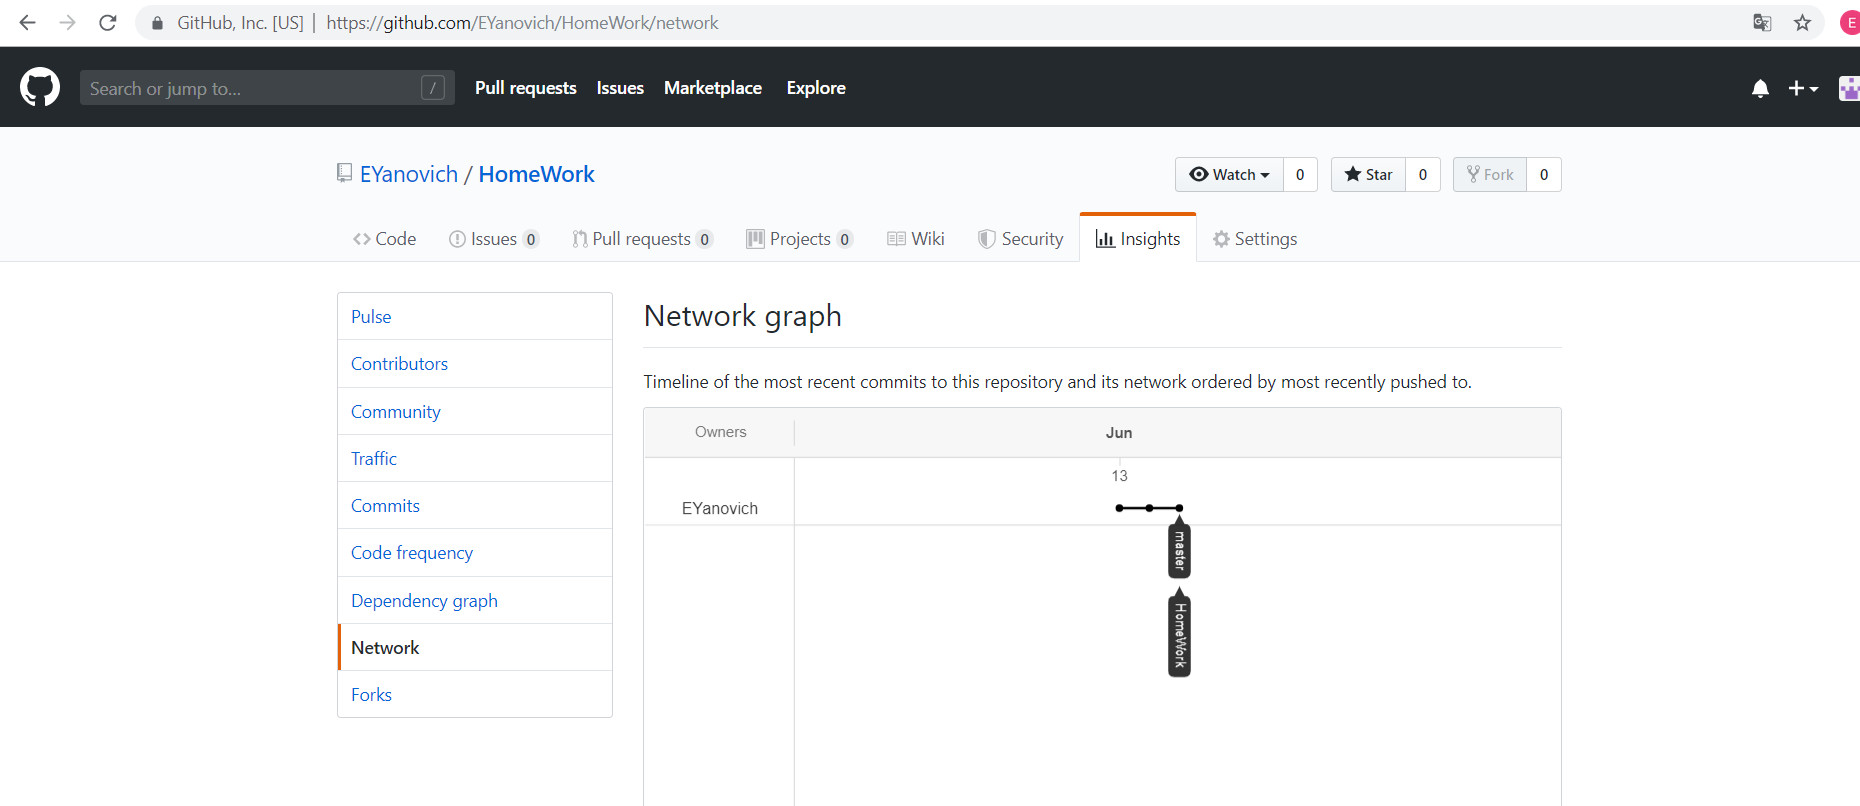 GitHub, Inc. [US] | https://github.com/EYanovich/HomeWork/network
E
Search or jump to... /
Pull requests Issues Marketplace Explore
EYanovich / HomeWork
Watch 0 Star 0 Fork 0
Code Issues 0 Pull requests 0 Projects 0 Wiki Security Insights Settings
Pulse
Contributors
Community
Traffic
Commits
Code frequency
Dependency graph
Network
Forks
Network graph
Timeline of the most recent commits to this repository and its network ordered by most recently pushed to.
Owners Jun
13
EYanovich
master
HomeWork